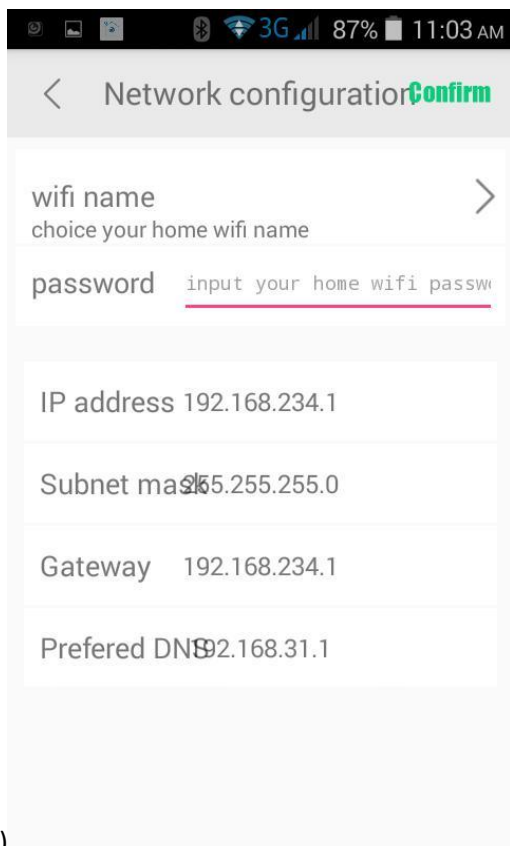 3G 87% 11:03 AM
Network configuration Confirm
wifi name
choice your home wifi name
password input your home wifi passw
IP address 192.168.234.1
Subnet mask 255.255.255.0
Gateway 192.168.234.1
Prefered DNS 192.168.31.1
)